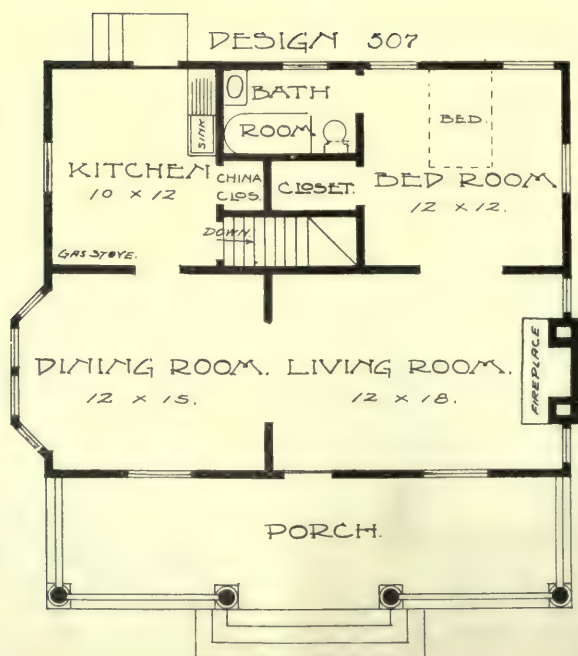 DESIGN 507
BATH
ROOM
SINK
BED.
KITCHEN
10 X 12
CHINA
CLOS.
CLOSET.
BED ROOM
12 X 12.
DOWN.
GAS STOVE.
DINING ROOM.
12 X 15.
LIVING ROOM.
12 X 18.
FIREPLACE
PORCH.